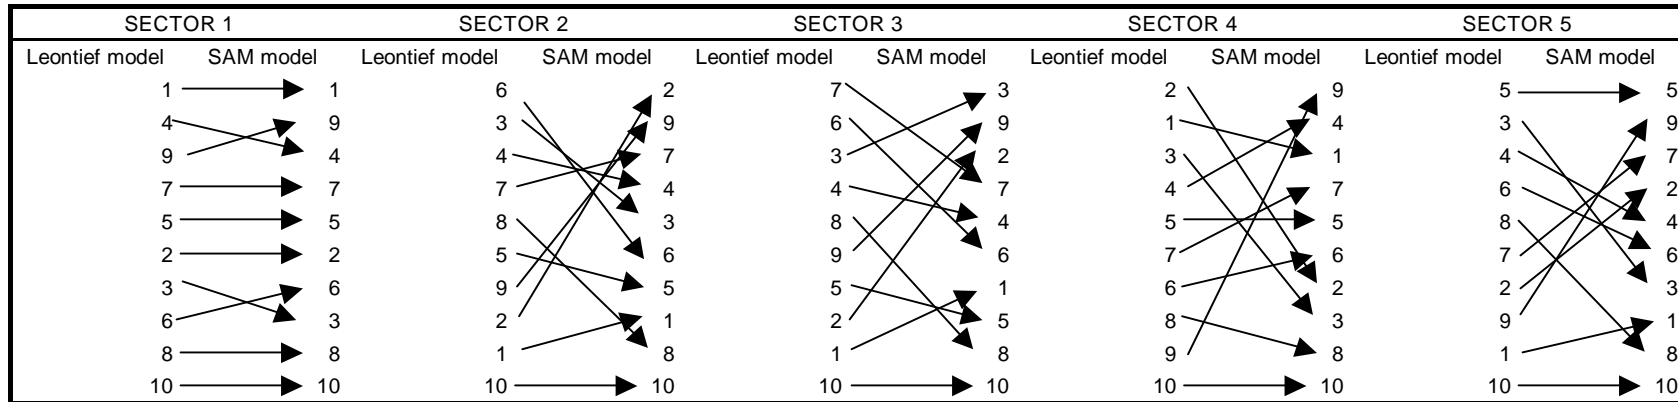 SECTOR 1 SECTOR 2 SECTOR 3 SECTOR 4 SECTOR 5
Leontief model SAM model Leontief model SAM model Leontief model SAM model Leontief model SAM model Leontief model SAM model
1 1 6 2 7 3 2 9 5 5
4 9 3 9 6 9 1 4 3 9
9 4 4 7 3 2 3 1 4 7
7 7 7 4 4 7 4 7 6 2
5 5 8 3 8 4 5 5 8 4
2 2 5 6 9 6 7 6 7 6
3 6 9 5 5 1 6 2 2 3
6 3 2 1 2 5 8 3 9 1
8 8 1 8 1 8 9 8 1 8
10 10 10 10 10 10 10 10 10 10